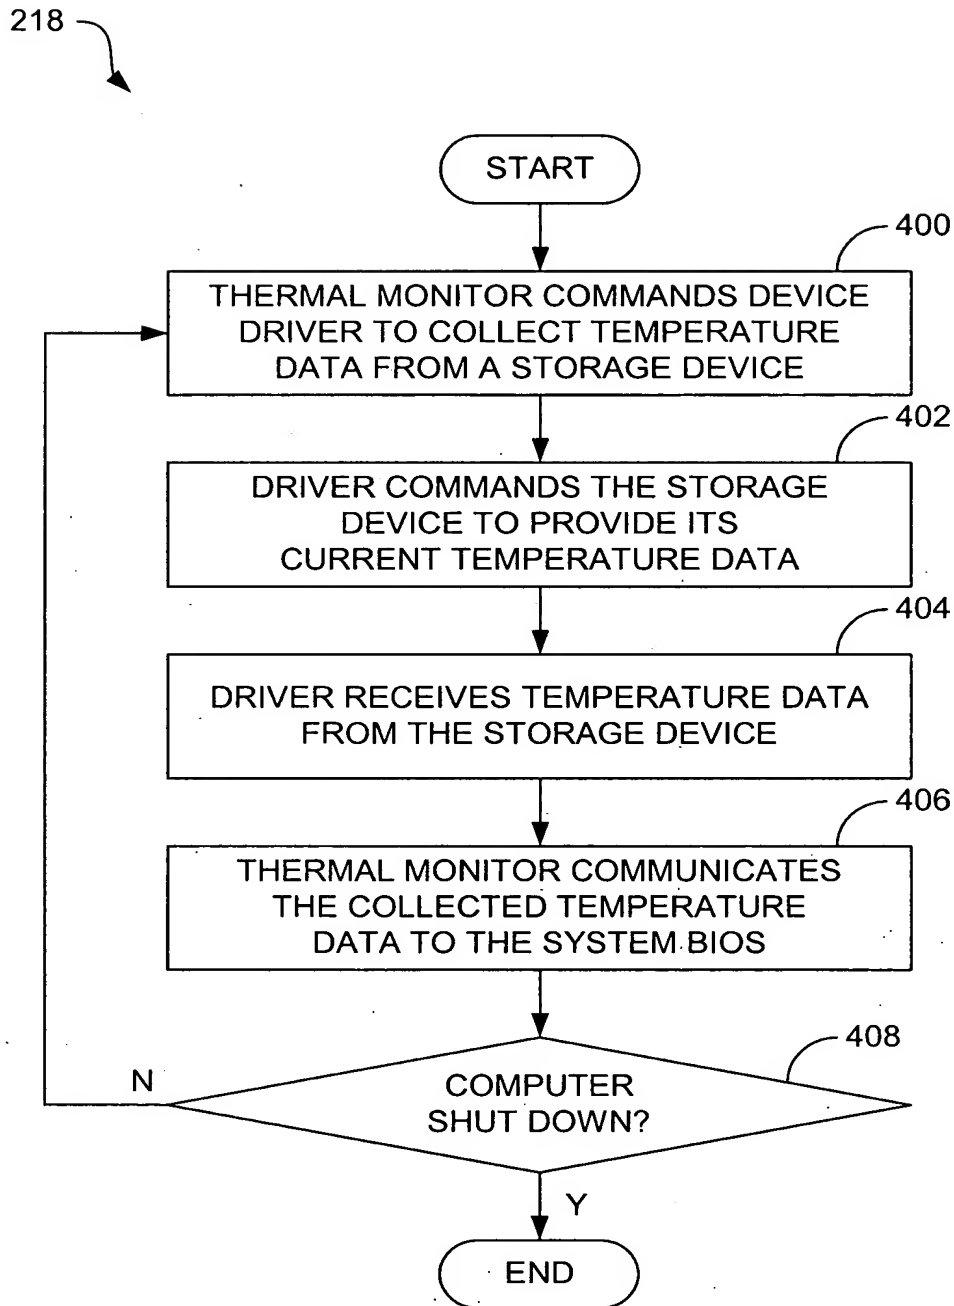 218
START
400
THERMAL MONITOR COMMANDS DEVICE
DRIVER TO COLLECT TEMPERATURE
DATA FROM A STORAGE DEVICE
402
DRIVER COMMANDS THE STORAGE
DEVICE TO PROVIDE ITS
CURRENT TEMPERATURE DATA
404
DRIVER RECEIVES TEMPERATURE DATA
FROM THE STORAGE DEVICE
406
THERMAL MONITOR COMMUNICATES
THE COLLECTED TEMPERATURE
DATA TO THE SYSTEM BIOS
408
N
COMPUTER
SHUT DOWN?
Y
END